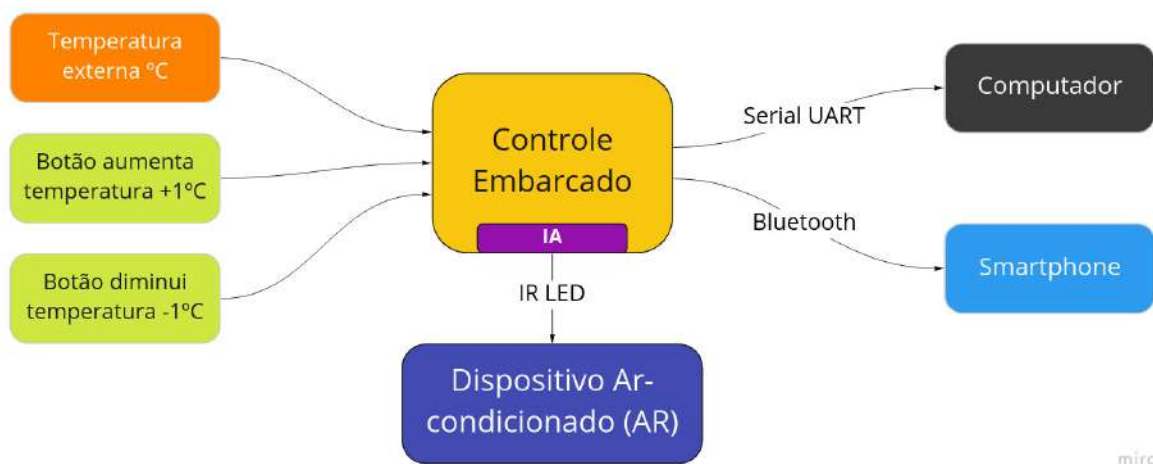 Temperatura
externa ºC
Botão aumenta
temperatura +1ºC
Botão diminui
temperatura -1ºC
Controle
Embarcado
IA
IR LED
Dispositivo Ar-
condicionado (AR)
Serial UART
Bluetooth
Computador
Smartphone